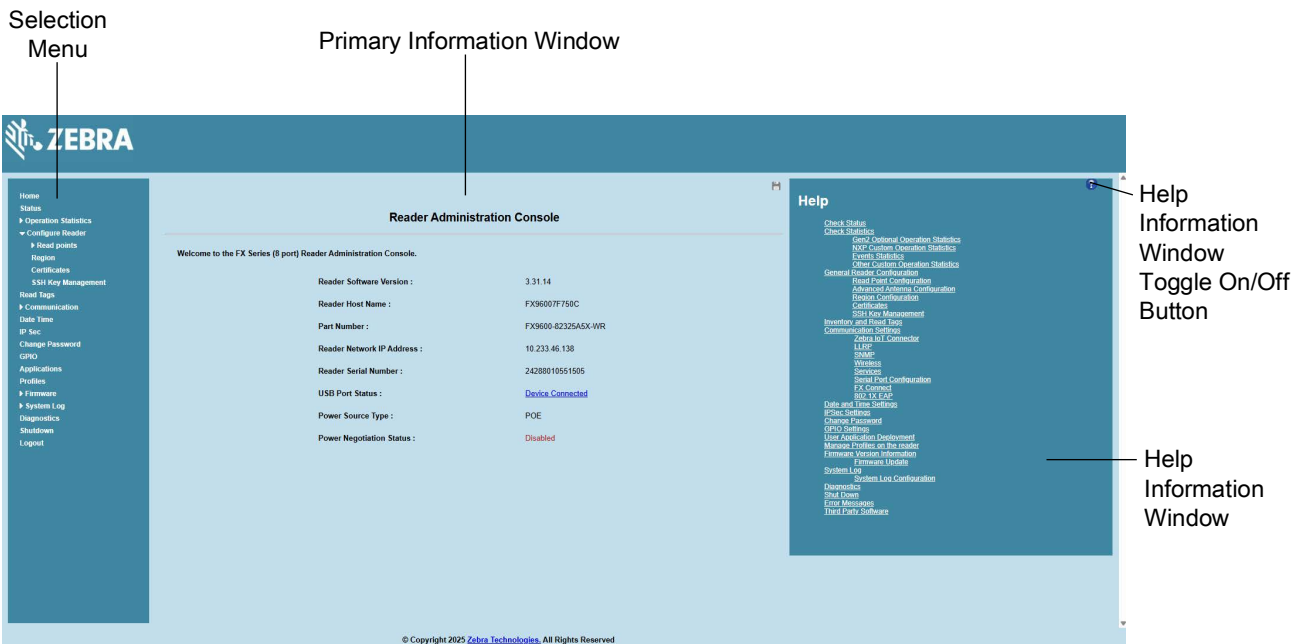 Selection
Menu
Primary Information Window
ZEBRA
Home
Status
Operation Statistics
Configure Reader
Read points
Region
Certificates
SSH Key Management
Read Tags
Communication
Date Time
IP Sec
Change Password
GPIO
Applications
Profiles
Firmware
System Log
Diagnostics
Shutdown
Logout
Reader Administration Console
Welcome to the FX Series (8 port) Reader Administration Console.
Reader Software Version : 3.31.14
Reader Host Name : FX96007F750C
Part Number : FX9600-82325A5X-WR
Reader Network IP Address : 10.233.46.138
Reader Serial Number : 24288010551505
USB Port Status : Device Connected
Power Source Type : POE
Power Negotiation Status : Disabled
Help
Check Status
Check Statistics
Gen2 Optional Operation Statistics
NXP Custom Operation Statistics
Events Statistics
Other Custom Operation Statistics
General Reader Configuration
Read Point Configuration
Advanced Antenna Configuration
Region Configuration
Certificates
SSH Key Management
Inventory and Read Tags
Communication Settings
Zebra IoT Connector
LLRP
SNMP
Wireless
Services
Serial Port Configuration
FX Connect
802.1X EAP
Date and Time Settings
IPSec Settings
Change Password
GPIO Settings
User Application Deployment
Manage Profiles on the reader
Firmware Version Information
Firmware Update
System Log
System Log Configuration
Diagnostics
Shut Down
Error Messages
Third Party Software
Help
Information
Window
Toggle On/Off
Button
Help
Information
Window
© Copyright 2025 Zebra Technologies. All Rights Reserved